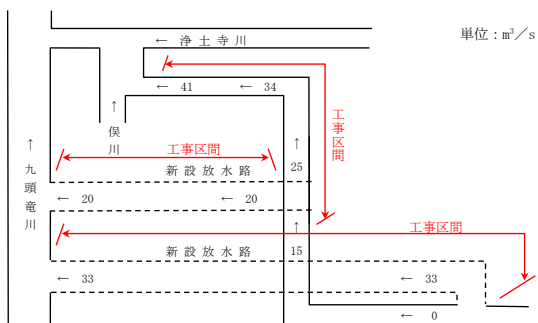 単位：m³／s
← 浄土寺川
← 41 ← 34
↑
俣川
工事区間
工事区間
新設放水路
↑
25
↑
九頭竜川
← 20 ← 20
工事区間
新設放水路
↑
15
← 33 ← 33
← 0